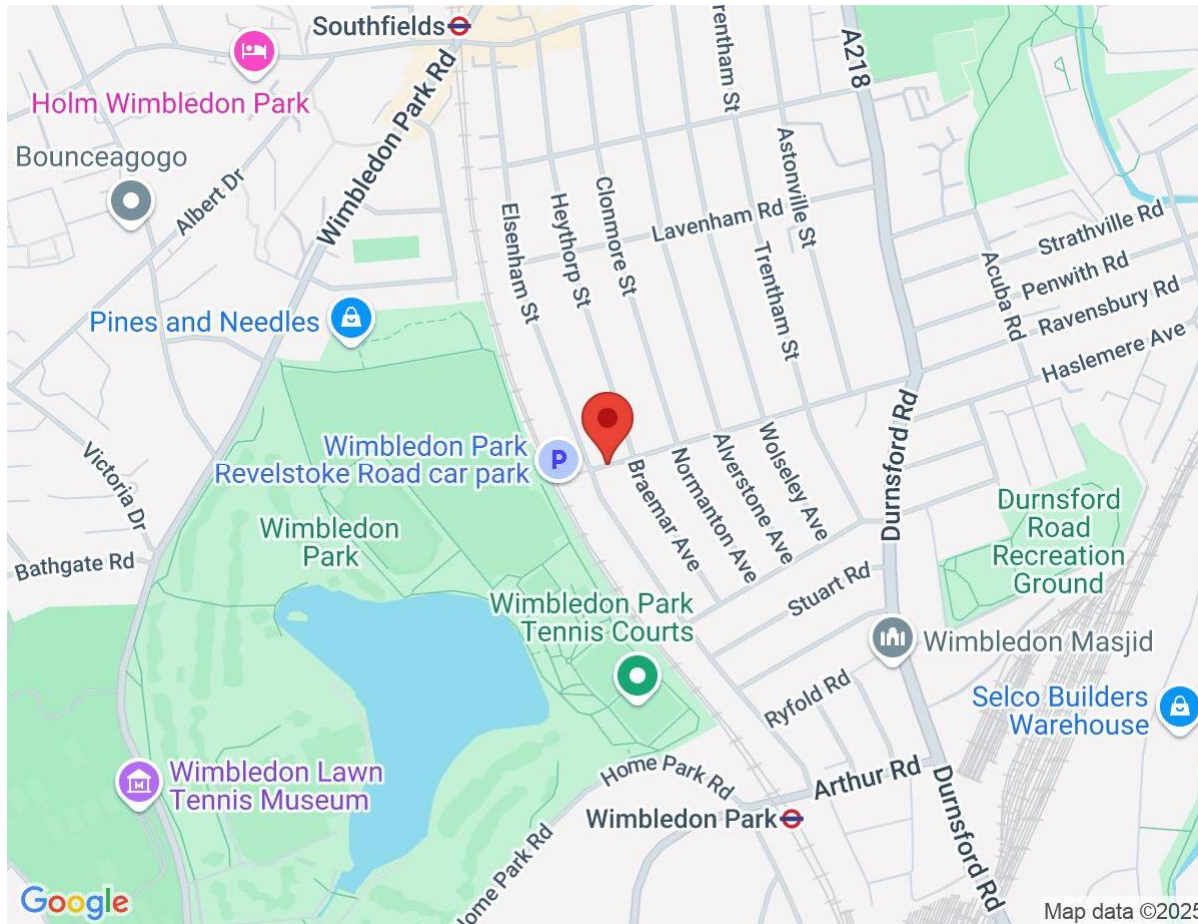 Southfields
Holm Wimbledon Park
Bounceagogo
Albert Dr
Wimbledon Park Rd
Elsenham St
Heythorp St
Clonmore St
Lavenham Rd
Trentham St
rentham St
Astonville St
A218
Strathville Rd
Penwith Rd
Acuba Rd
Ravensbury Rd
Haslemere Ave
Pines and Needles
Wimbledon Park
Revelstoke Road car park
P
Victoria Dr
Bathgate Rd
Wimbledon
Park
Braemar Ave
Normanton Ave
Alverstone Ave
Wolseley Ave
Durnsford Rd
Durnsford
Road
Recreation
Ground
Stuart Rd
Wimbledon Park
Tennis Courts
Wimbledon Masjid
Ryfold Rd
Selco Builders
Warehouse
Wimbledon Lawn
Tennis Museum
M
Home Park Rd
Arthur Rd
Wimbledon Park
Durnsford Rd
Home Park Rd
Google
Map data ©2025